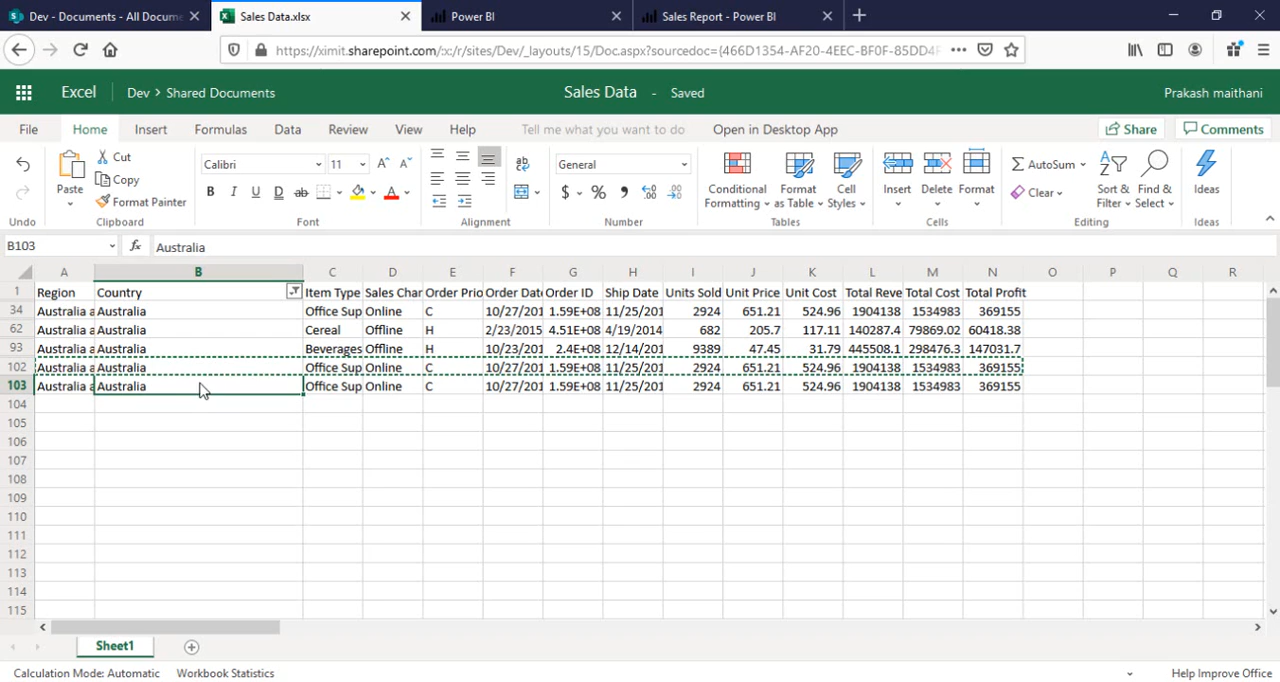 Dev - Documents - All Docume
Sales Data.xlsx
Power BI
Sales Report - Power BI
https://ximit.sharepoint.com/:x:/r/sites/Dev/_layouts/15/Doc.aspx?sourcedoc={466D1354-AF20-4EEC-BF0F-85DD4F
Excel
Dev > Shared Documents
Sales Data - Saved
Prakash maithani
File Home Insert Formulas Data Review View Help Tell me what you want to do Open in Desktop App Share Comments
Paste Cut Calibri 11 General Conditional Formatting Format as Table Cell Styles Insert Delete Format AutoSum Sort & Filter Find & Select Ideas
Copy
Format Painter B I U D ab A $ % , Clear
Undo Clipboard Font Alignment Number Tables Cells Editing Ideas
B103 fx Australia
A B C D E F G H I J K L M N O P Q R
1 Region Country Item Type Sales Char Order Prio Order Date Order ID Ship Date Units Sold Unit Price Unit Cost Total Reve Total Cost Total Profit
34 Australia a Australia Office Sup Online C 10/27/201 1.59E+08 11/25/201 2924 651.21 524.96 1904138 1534983 369155
62 Australia a Australia Cereal Offline H 2/23/2015 4.51E+08 4/19/2014 682 205.7 117.11 140287.4 79869.02 60418.38
93 Australia a Australia Beverages Offline H 10/23/201 2.4E+08 12/14/201 9389 47.45 31.79 445508.1 298476.3 147031.7
102 Australia a Australia Office Sup Online C 10/27/201 1.59E+08 11/25/201 2924 651.21 524.96 1904138 1534983 369155
103 Australia a Australia Office Sup Online C 10/27/201 1.59E+08 11/25/201 2924 651.21 524.96 1904138 1534983 369155
104
105
106
107
108
109
110
111
112
113
114
115
Sheet1
Calculation Mode: Automatic Workbook Statistics Help Improve Office